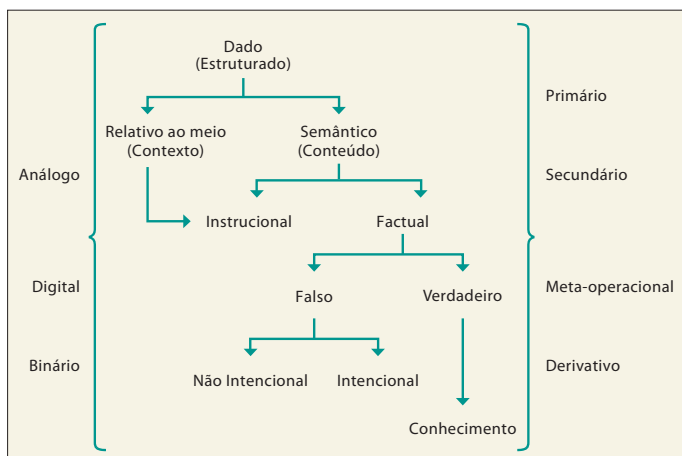 Dado
(Estruturado)
Primário
Relativo ao meio
(Contexto)
Semântico
(Conteúdo)
Análogo
Secundário
Instrucional
Factual
Digital
Falso
Verdadeiro
Meta-operacional
Binário
Não Intencional
Intencional
Derivativo
Conhecimento